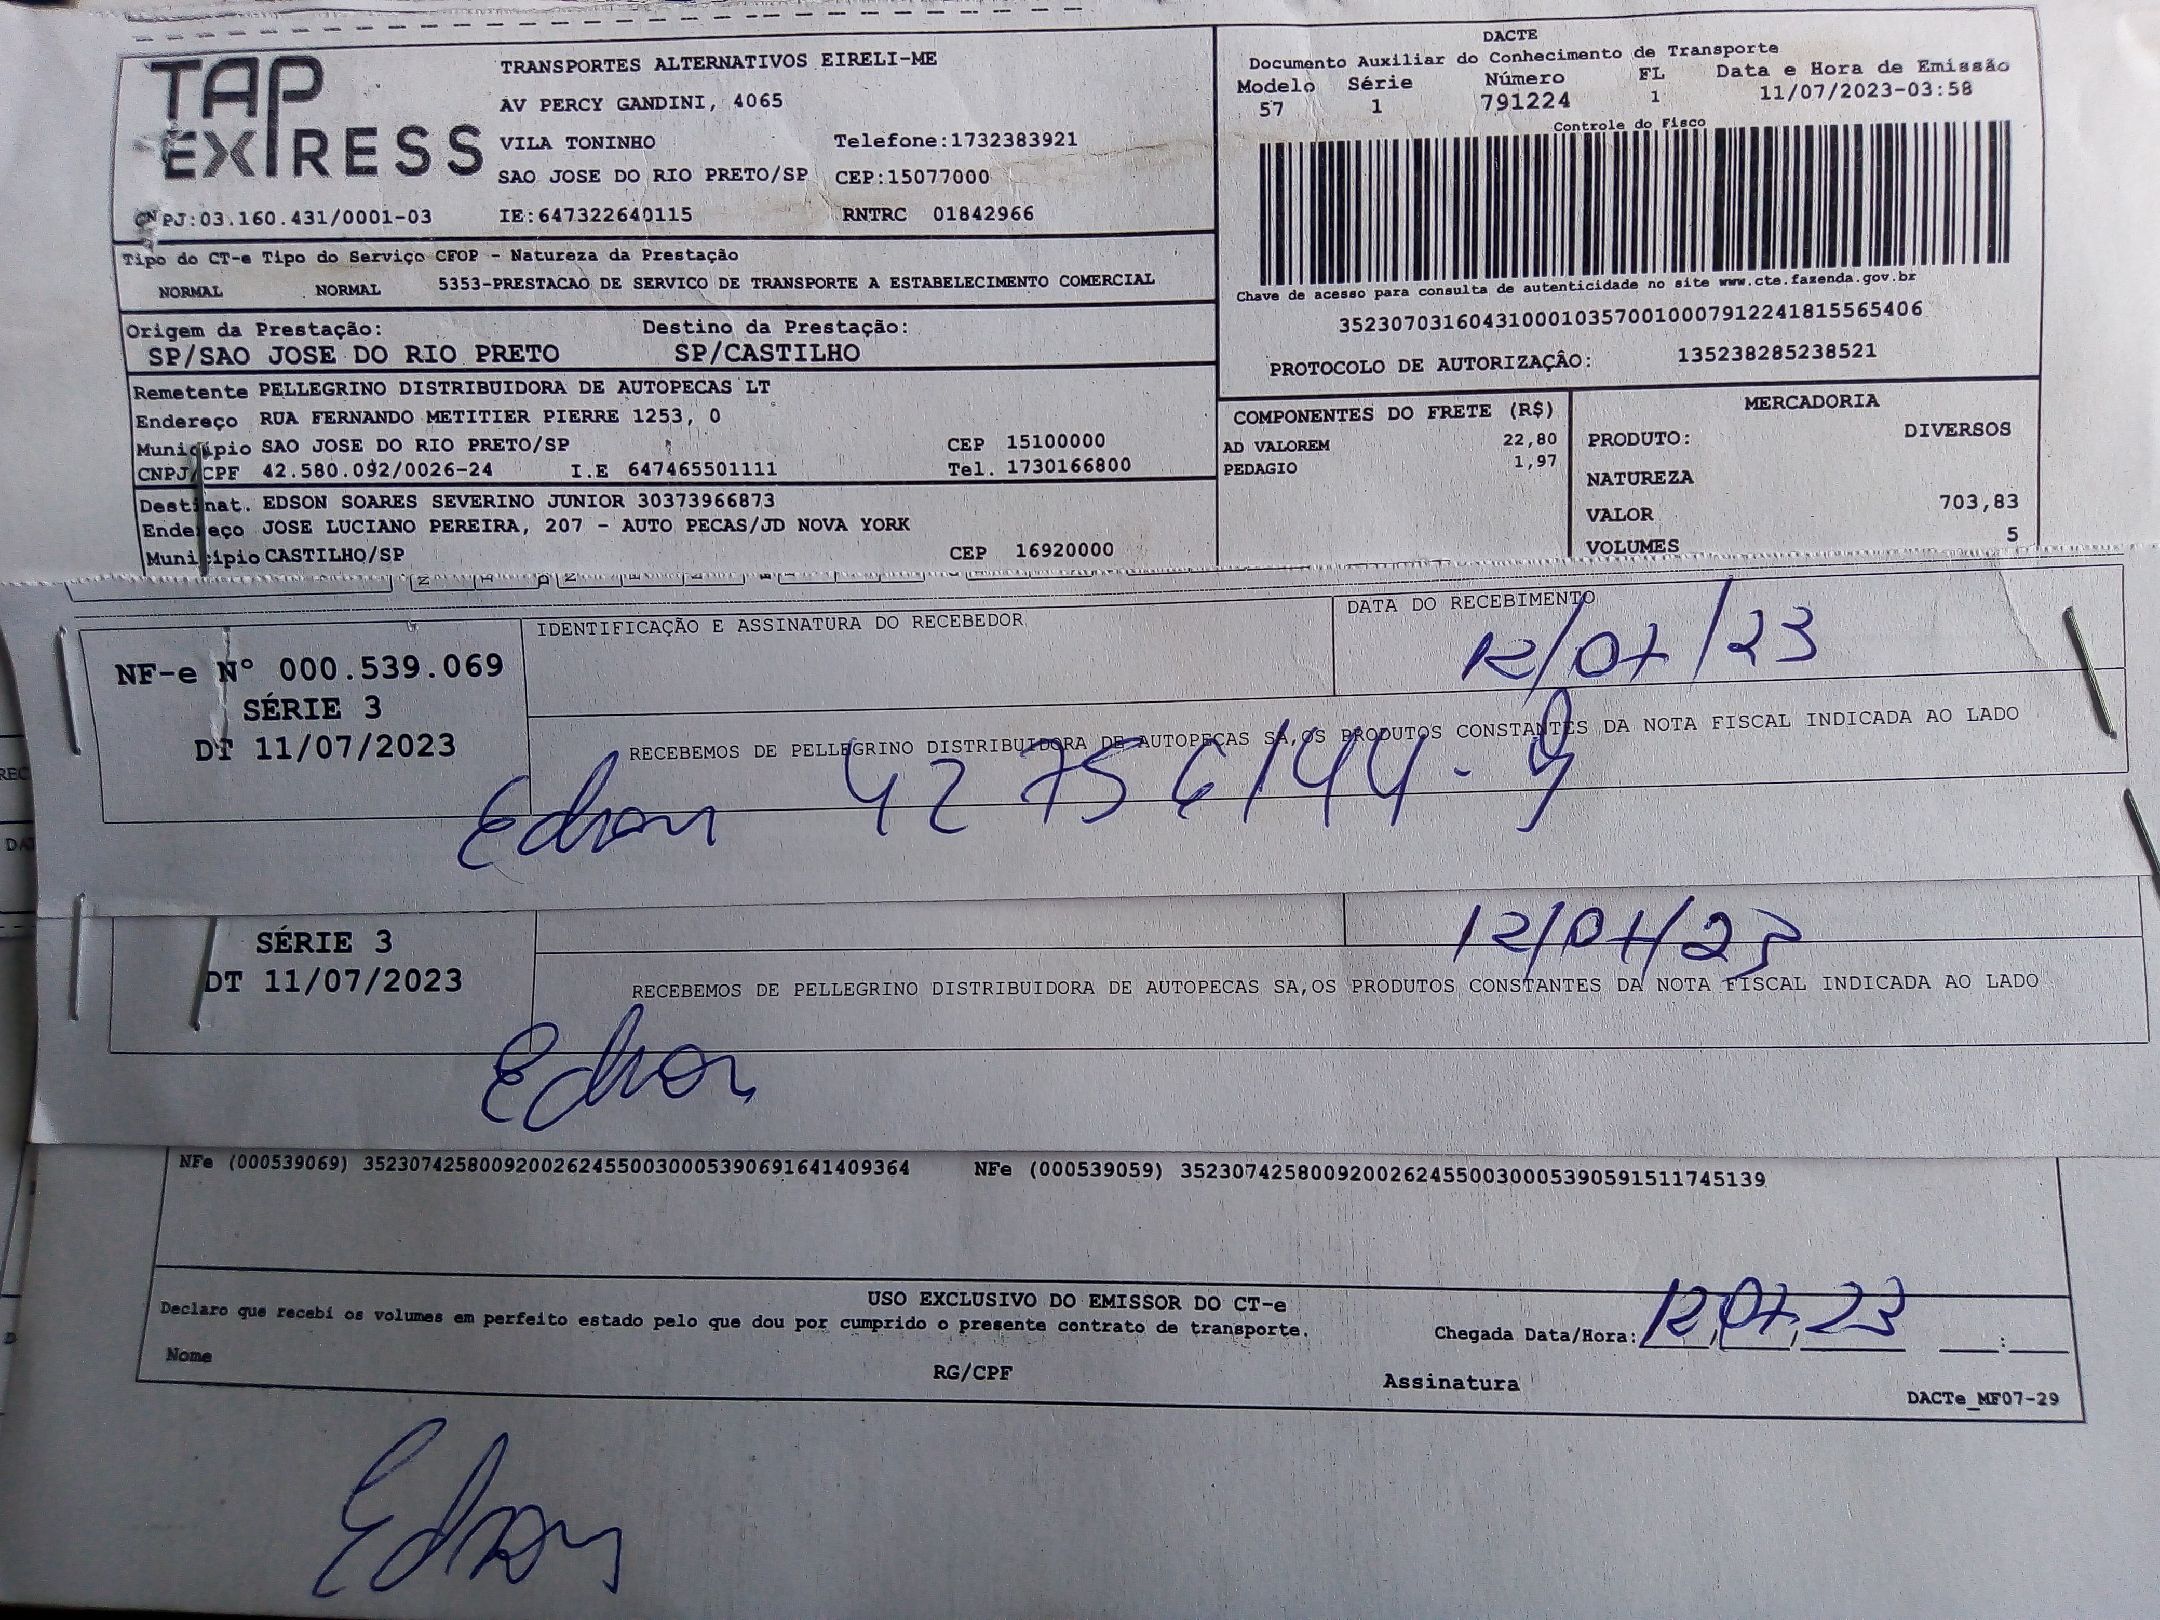 TAP EXPRESS
TRANSPORTES ALTERNATIVOS EIRELI-ME
AV PERCY GANDINI, 4065
VILA TONINHO Telefone:1732383921
SAO JOSE DO RIO PRETO/SP CEP:15077000
CNPJ:03.160.431/0001-03 IE:647322640115 RNTRC 01842966
DACTE
Documento Auxiliar do Conhecimento de Transporte
Modelo Série Número FL Data e Hora de Emissão
57 1 791224 1 11/07/2023-03:58
Controle do Fisco
Chave de acesso para consulta de autenticidade no site www.cte.fazenda.gov.br
35230703160431000103570010007912241815565406
PROTOCOLO DE AUTORIZAÇÂO: 135238285238521
Tipo do CT-e Tipo do Serviço CFOP - Natureza da Prestação
NORMAL NORMAL 5353-PRESTACAO DE SERVICO DE TRANSPORTE A ESTABELECIMENTO COMERCIAL
Origem da Prestação: Destino da Prestação:
SP/SAO JOSE DO RIO PRETO SP/CASTILHO
Remetente PELLEGRINO DISTRIBUIDORA DE AUTOPECAS LT
Endereço RUA FERNANDO METITIER PIERRE 1253, 0
Município SAO JOSE DO RIO PRETO/SP CEP 15100000
CNPJ/CPF 42.580.092/0026-24 I.E 647465501111 Tel. 1730166800
Destinat. EDSON SOARES SEVERINO JUNIOR 30373966873
Endereço JOSE LUCIANO PEREIRA, 207 - AUTO PECAS/JD NOVA YORK
Município CASTILHO/SP CEP 16920000
COMPONENTES DO FRETE (R$)
AD VALOREM 22,80
PEDAGIO 1,97
MERCADORIA
PRODUTO: DIVERSOS
NATUREZA
VALOR 703,83
VOLUMES 5
NF-e Nº 000.539.069
SÉRIE 3
DT 11/07/2023
IDENTIFICAÇÃO E ASSINATURA DO RECEBEDOR
DATA DO RECEBIMENTO
12/07/23
RECEBEMOS DE PELLEGRINO DISTRIBUIDORA DE AUTOPECAS SA,OS PRODUTOS CONSTANTES DA NOTA FISCAL INDICADA AO LADO
Edson 42756144-9
SÉRIE 3
DT 11/07/2023
12/07/23
RECEBEMOS DE PELLEGRINO DISTRIBUIDORA DE AUTOPECAS SA,OS PRODUTOS CONSTANTES DA NOTA FISCAL INDICADA AO LADO
Edson
NFe (000539069) 35230742580092002624550030005390691641409364 NFe (000539059) 35230742580092002624550030005390591511745139
USO EXCLUSIVO DO EMISSOR DO CT-e
Declaro que recebi os volumes em perfeito estado pelo que dou por cumprido o presente contrato de transporte.
Chegada Data/Hora: 12,07,23 :
Nome RG/CPF Assinatura
DACTe_MF07-29
Edson